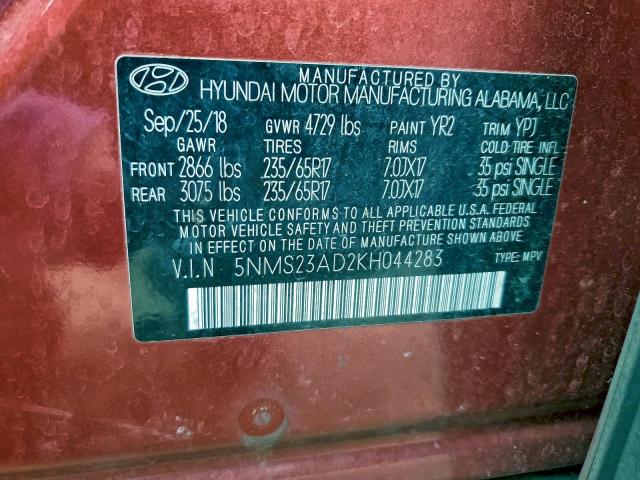 MANUFACTURED BY
HYUNDAI MOTOR MANUFACTURING ALABAMA, LLC
Sep/25/18 GVWR 4729 lbs PAINT YR2 TRIM YPJ
GAWR TIRES RIMS COLD TIRE INFL
FRONT 2866 lbs 235/65R17 7.0JX17 35 psi SINGLE
REAR 3075 lbs 235/65R17 7.0JX17 35 psi SINGLE
THIS VEHICLE CONFORMS TO ALL APPLICABLE U.S.A. FEDERAL
MOTOR VEHICLE SAFETY AND THEFT PREVENTION STANDARDS
IN EFFECT ON THE DATE OF MANUFACTURE SHOWN ABOVE.
V.I.N 5NMS23AD2KH044283 TYPE: MPV